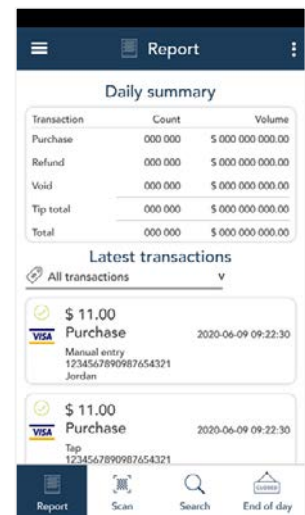 Report
Daily summary
Transaction Count Volume
Purchase 000 000 $ 000 000 000.00
Refund 000 000 $ 000 000 000.00
Void 000 000 $ 000 000 000.00
Tip total 000 000 $ 000 000 000.00
Total 000 000 $ 000 000 000.00
Latest transactions
All transactions v
$ 11.00
VISA Purchase 2020-06-09 09:22:30
Manual entry
1234567890987654321
Jordan
$ 11.00
VISA Purchase 2020-06-09 09:22:30
Tap
1234567890987654321
CLOSED
Report Scan Search End of day